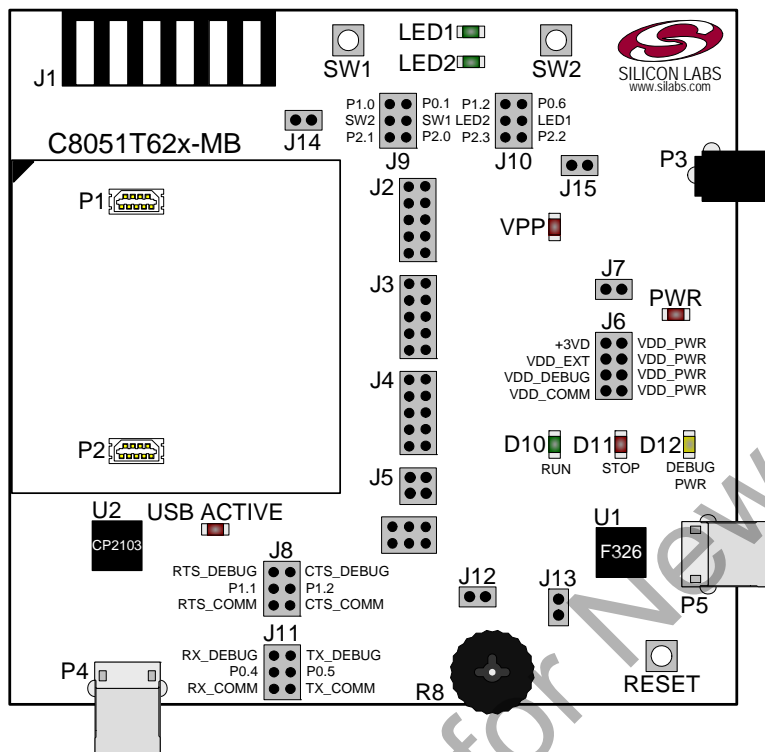 LED1
LED2
J1
SW1
SW2
SILICON LABS
www.silabs.com
P1.0 P0.1 P1.2 P0.6
SW2 SW1 LED2 LED1
P2.1 P2.0 P2.3 P2.2
J14
J9
J10
C8051T62x-MB
J15
P3
P1
J2
VPP
J3
J7
PWR
J6
+3VD VDD_PWR
VDD_EXT VDD_PWR
VDD_DEBUG VDD_PWR
VDD_COMM VDD_PWR
J4
P2
D10 D11 D12
RUN STOP DEBUG
PWR
J5
U2
USB ACTIVE
CP2103
U1
F326
J8
RTS_DEBUG CTS_DEBUG
P1.1 P1.2
RTS_COMM CTS_COMM
J12
J13
P5
J11
RX_DEBUG TX_DEBUG
P0.4 P0.5
RX_COMM TX_COMM
P4
R8
RESET
for New